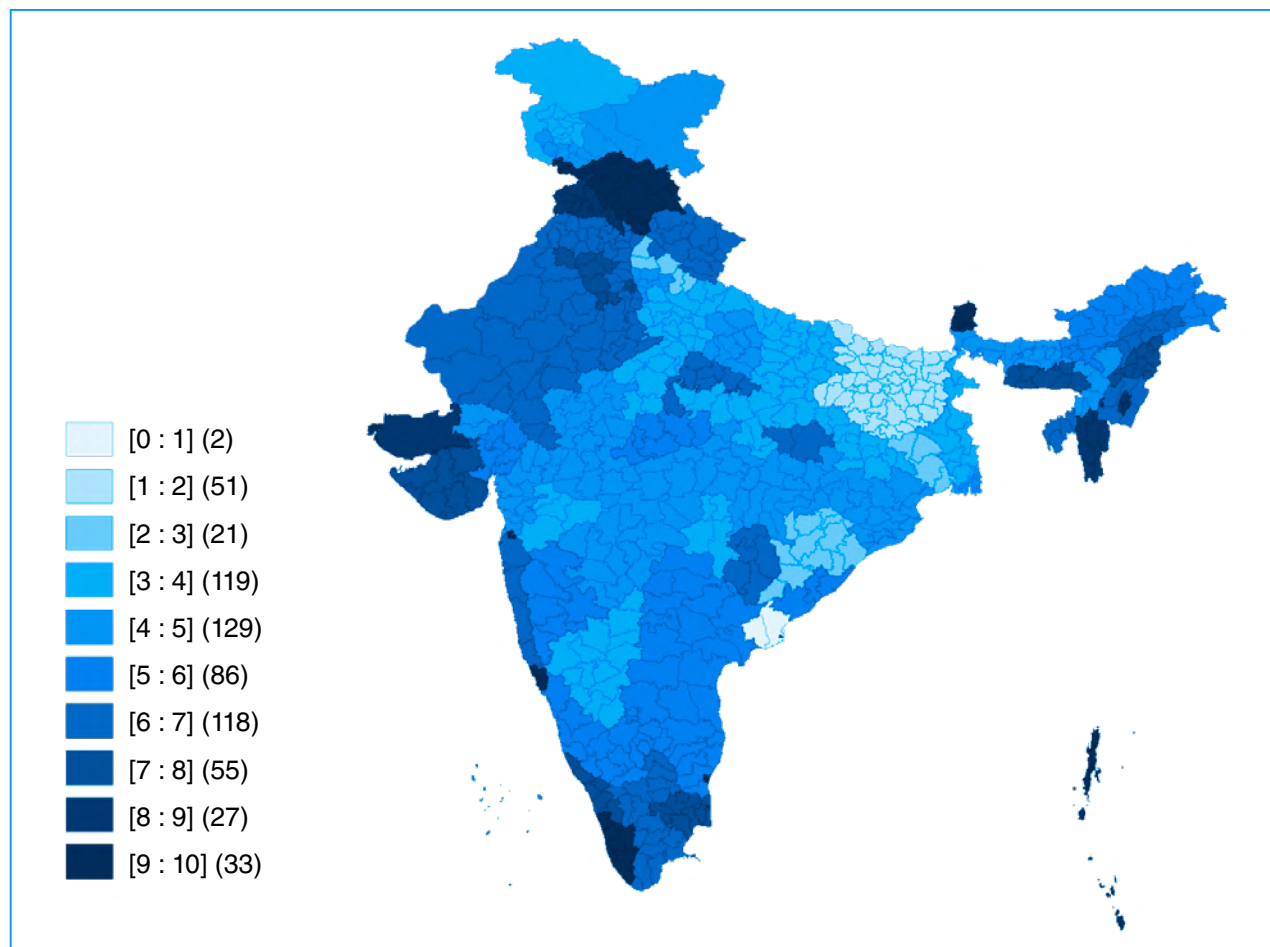 [0 : 1] (2)
[1 : 2] (51)
[2 : 3] (21)
[3 : 4] (119)
[4 : 5] (129)
[5 : 6] (86)
[6 : 7] (118)
[7 : 8] (55)
[8 : 9] (27)
[9 : 10] (33)